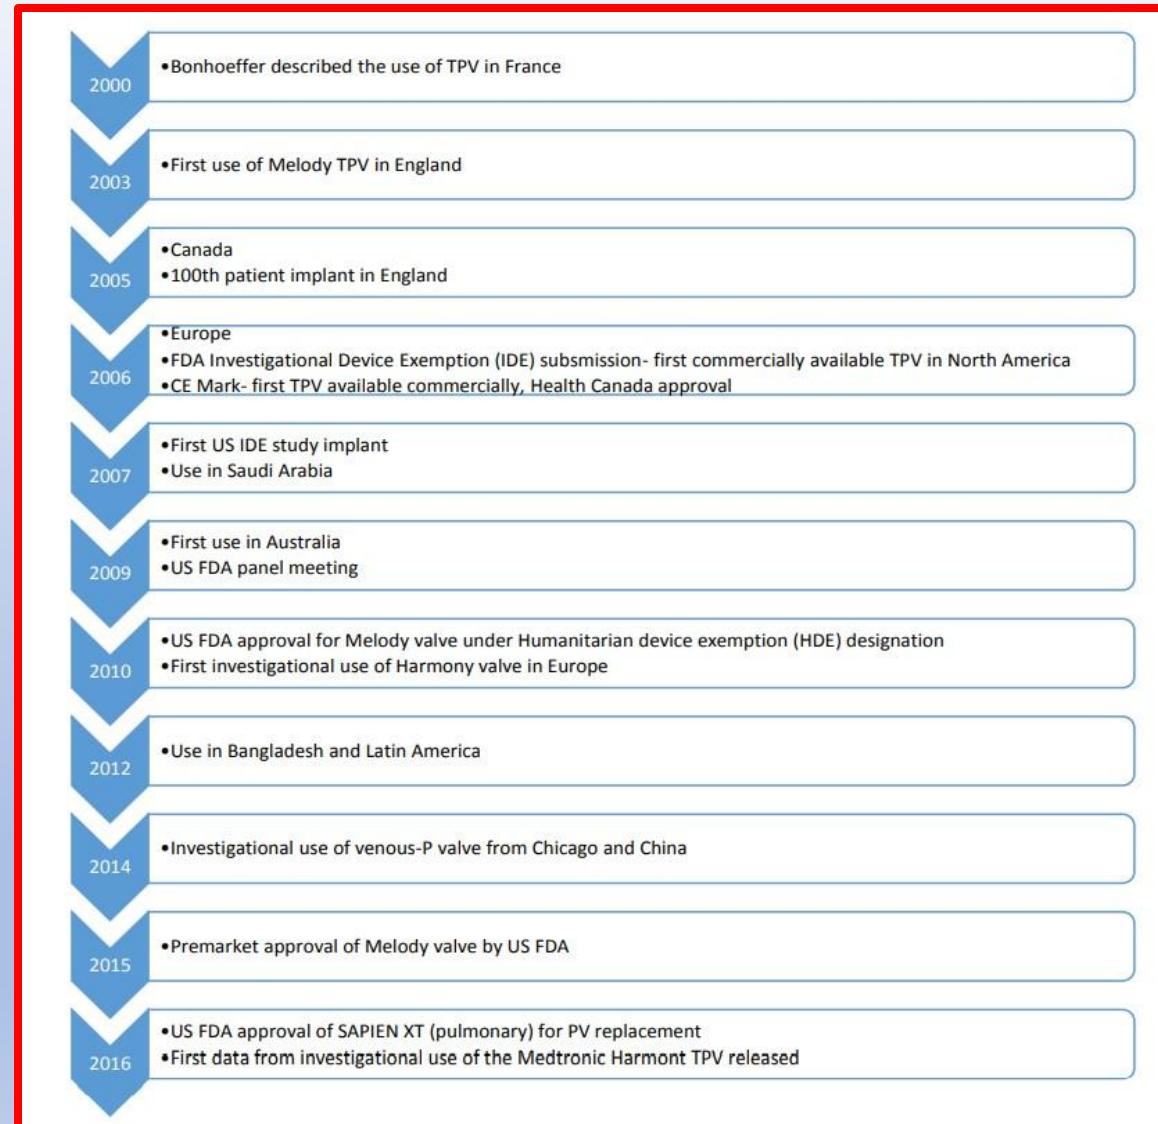 2000
•Bonhoeffer described the use of TPV in France
2003
•First use of Melody TPV in England
2005
•Canada
•100th patient implant in England
2006
•Europe
•FDA Investigational Device Exemption (IDE) subsmission- first commercially available TPV in North America
•CE Mark- first TPV available commercially, Health Canada approval
2007
•First US IDE study implant
•Use in Saudi Arabia
2009
•First use in Australia
•US FDA panel meeting
2010
•US FDA approval for Melody valve under Humanitarian device exemption (HDE) designation
•First investigational use of Harmony valve in Europe
2012
•Use in Bangladesh and Latin America
2014
•Investigational use of venous-P valve from Chicago and China
2015
•Premarket approval of Melody valve by US FDA
2016
•US FDA approval of SAPIEN XT (pulmonary) for PV replacement
•First data from investigational use of the Medtronic Harmont TPV released